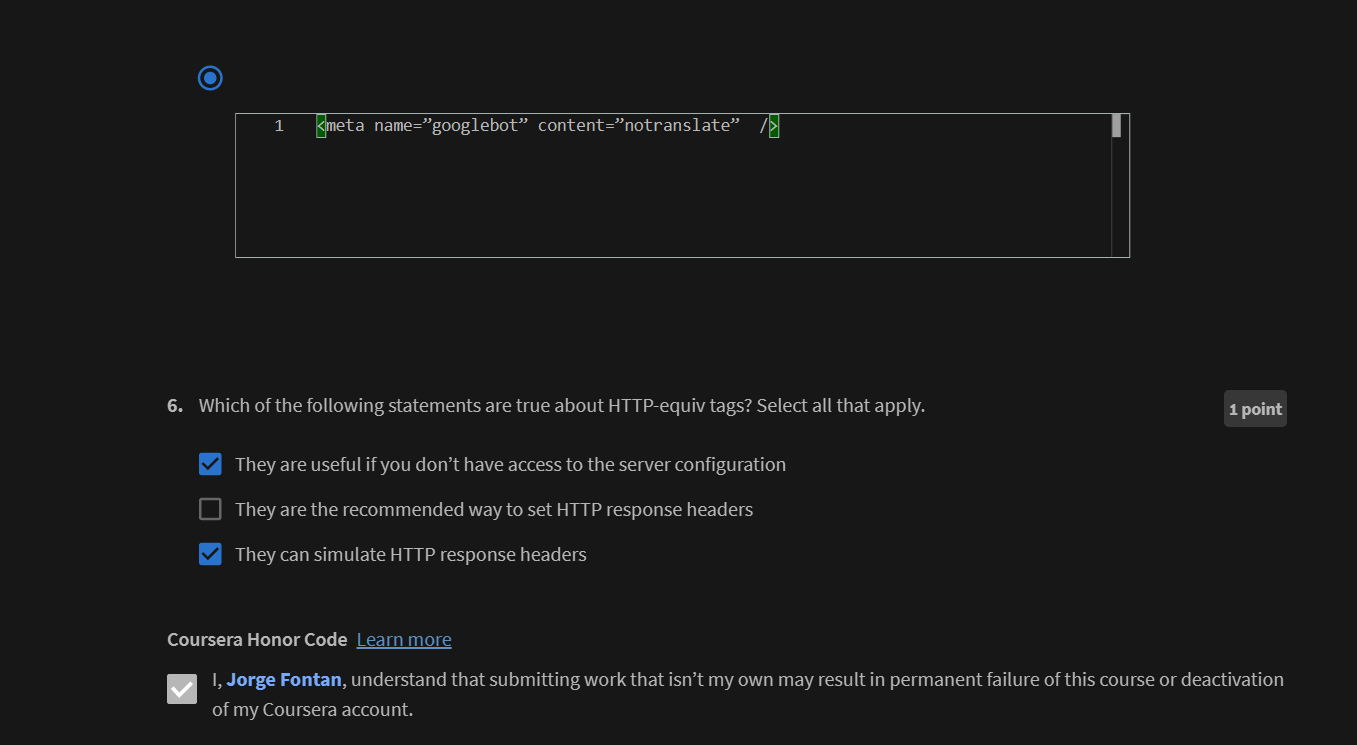 1 <meta name=”googlebot” content=”notranslate”  />
6. Which of the following statements are true about HTTP-equiv tags? Select all that apply.
1 point
They are useful if you don’t have access to the server configuration
They are the recommended way to set HTTP response headers
They can simulate HTTP response headers
Coursera Honor Code Learn more
I, Jorge Fontan, understand that submitting work that isn’t my own may result in permanent failure of this course or deactivation
of my Coursera account.